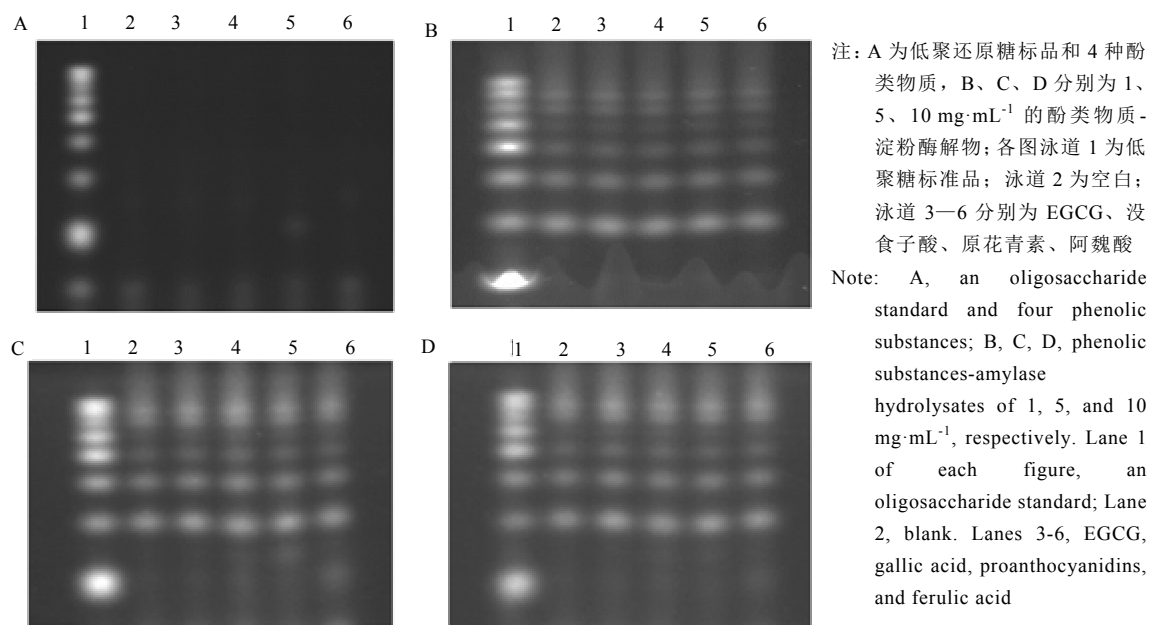 A 1 2 3 4 5 6
B 1 2 3 4 5 6
C 1 2 3 4 5 6
D 1 2 3 4 5 6
注：A 为低聚还原糖标品和 4 种酚
类物质，B、C、D 分别为 1、
5、10 mg·mL-1 的酚类物质-
淀粉酶解物；各图泳道 1 为低
聚糖标准品；泳道 2 为空白；
泳道 3—6 分别为 EGCG、没
食子酸、原花青素、阿魏酸
Note: A, an oligosaccharide
standard and four phenolic
substances; B, C, D, phenolic
substances-amylase
hydrolysates of 1, 5, and 10
mg·mL-1, respectively. Lane 1
of each figure, an
oligosaccharide standard; Lane
2, blank. Lanes 3-6, EGCG,
gallic acid, proanthocyanidins,
and ferulic acid